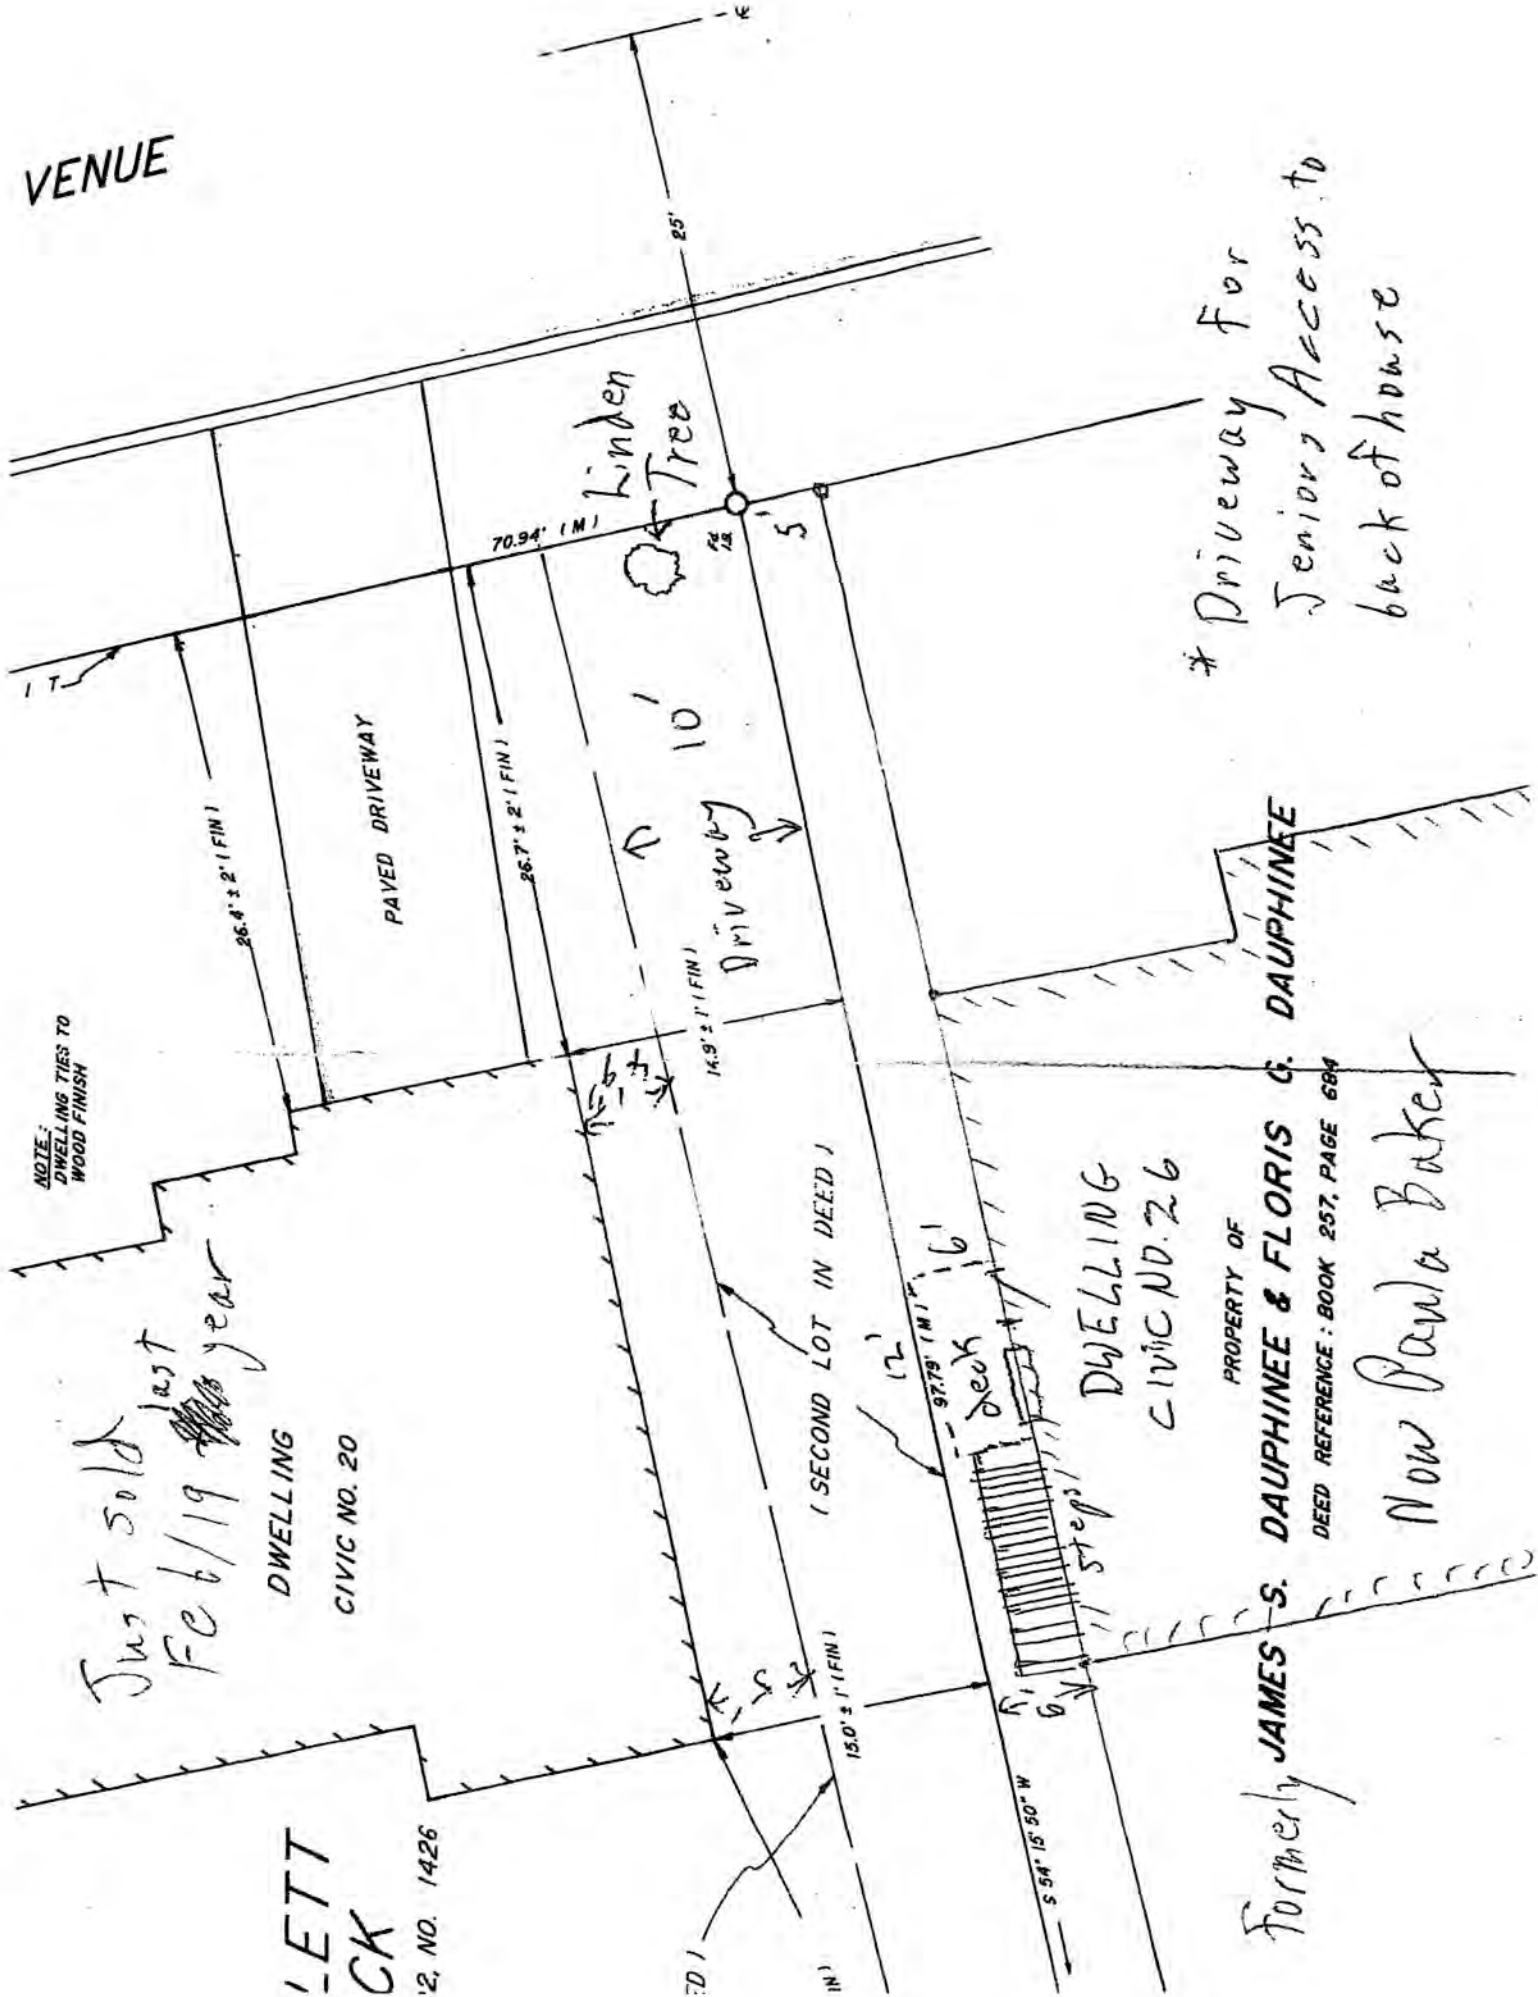 VENUE
25'
* Driveway For
Seniors Access to
back of house
Linden
Tree
70.94' (M)
Fd
I.B.
5'
1 T
26.4' ± 2' (FIN)
PAVED DRIVEWAY
26.7' ± 2' (FIN)
10'
Driveway
14.9' ± 1' (FIN)
NOTE:
DWELLING TIES TO
WOOD FINISH
Just sold
last
Feb/19 year
DWELLING
CIVIC NO. 20
(SECOND LOT IN DEED)
12'
97.79' (M)
6'
deck
steps
DWELLING
CIVIC NO. 26
PROPERTY OF
Formerly JAMES S. DAUPHINEE & FLORIS G. DAUPHINEE
DEED REFERENCE: BOOK 257, PAGE 684
Now Paula Baker
5'
15.0' ± 1' (FIN)
6'
S 54° 15' 50" W
LETT
CK
2, NO. 1426
ED)
IN)